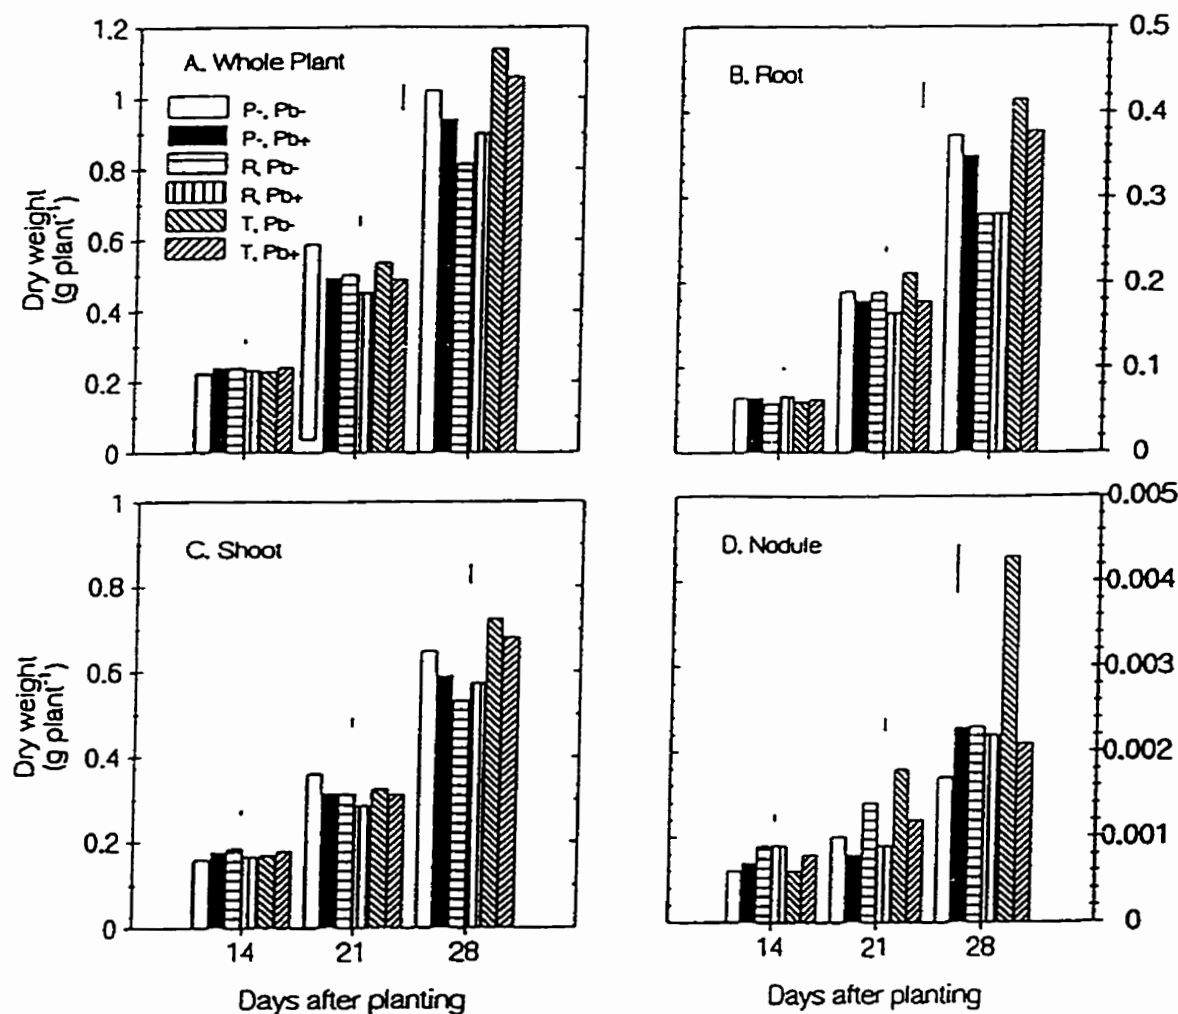 A. Whole Plant
P-, Pb-
P-, Pb+
R, Pb-
R, Pb+
T, Pb-
T, Pb+
Dry weight
(g plant⁻¹)
1.2
1
0.8
0.6
0.4
0.2
0
B. Root
0.5
0.4
0.3
0.2
0.1
0
C. Shoot
Dry weight
(g plant⁻¹)
1
0.8
0.6
0.4
0.2
0
14
21
28
Days after planting
D. Nodule
0.005
0.004
0.003
0.002
0.001
0
14
21
28
Days after planting